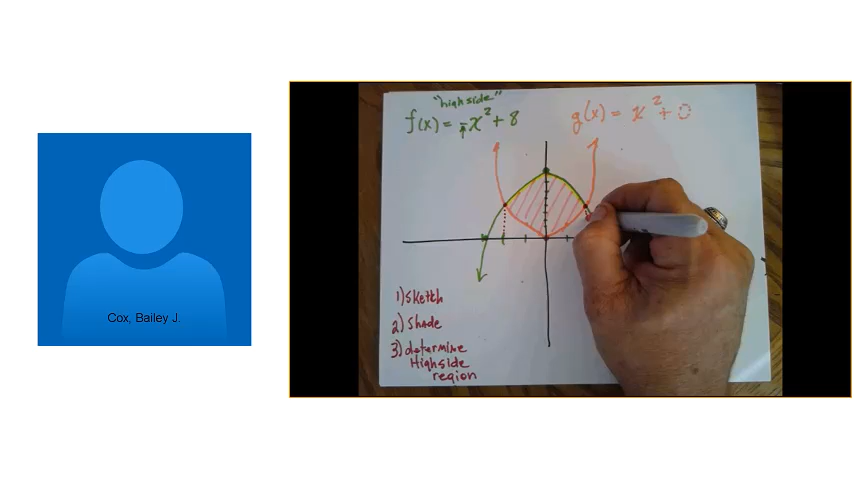 "high side"
f(x) = -x² + 8
g(x) = x² + 0
1) sketch
2) Shade
3) determine
Highside
region
Cox, Bailey J.